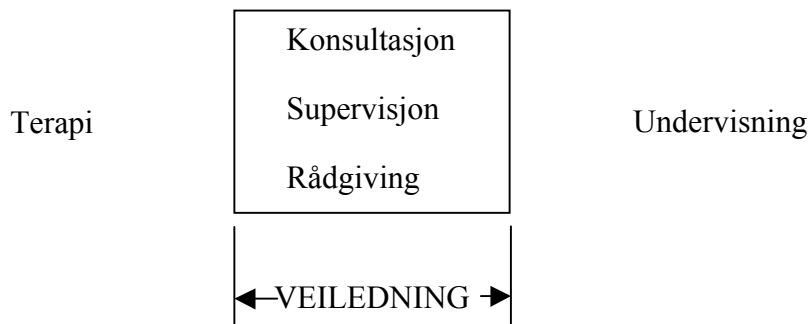 Konsultasjon
Terapi Supervisjon Undervisning
Rådgiving
VEILEDNING